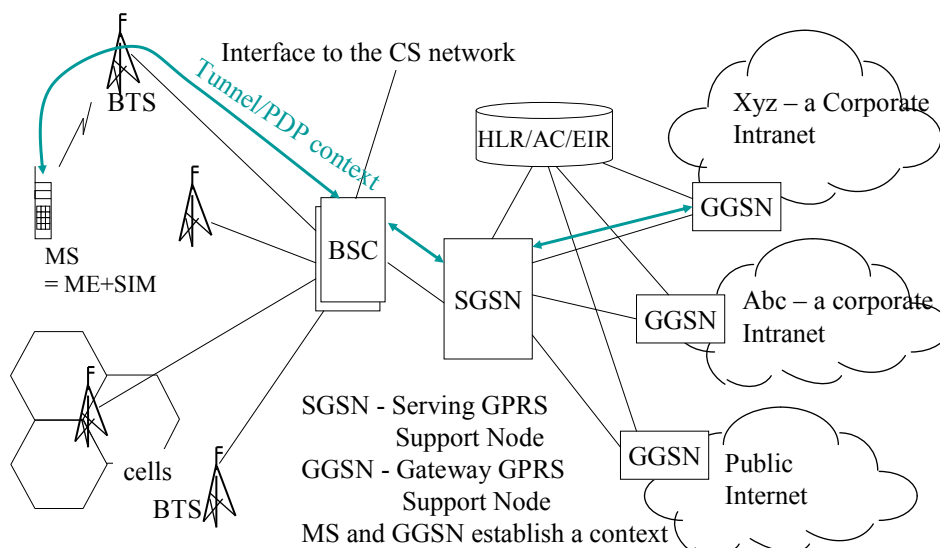 Interface to the CS network
BTS
Tunnel/PDP context
Xyz – a Corporate
Intranet
HLR/AC/EIR
GGSN
MS
= ME+SIM
BSC
SGSN
Abc – a corporate
Intranet
GGSN
cells
BTS
SGSN - Serving GPRS
Support Node
GGSN - Gateway GPRS
Support Node
MS and GGSN establish a context
GGSN
Public
Internet